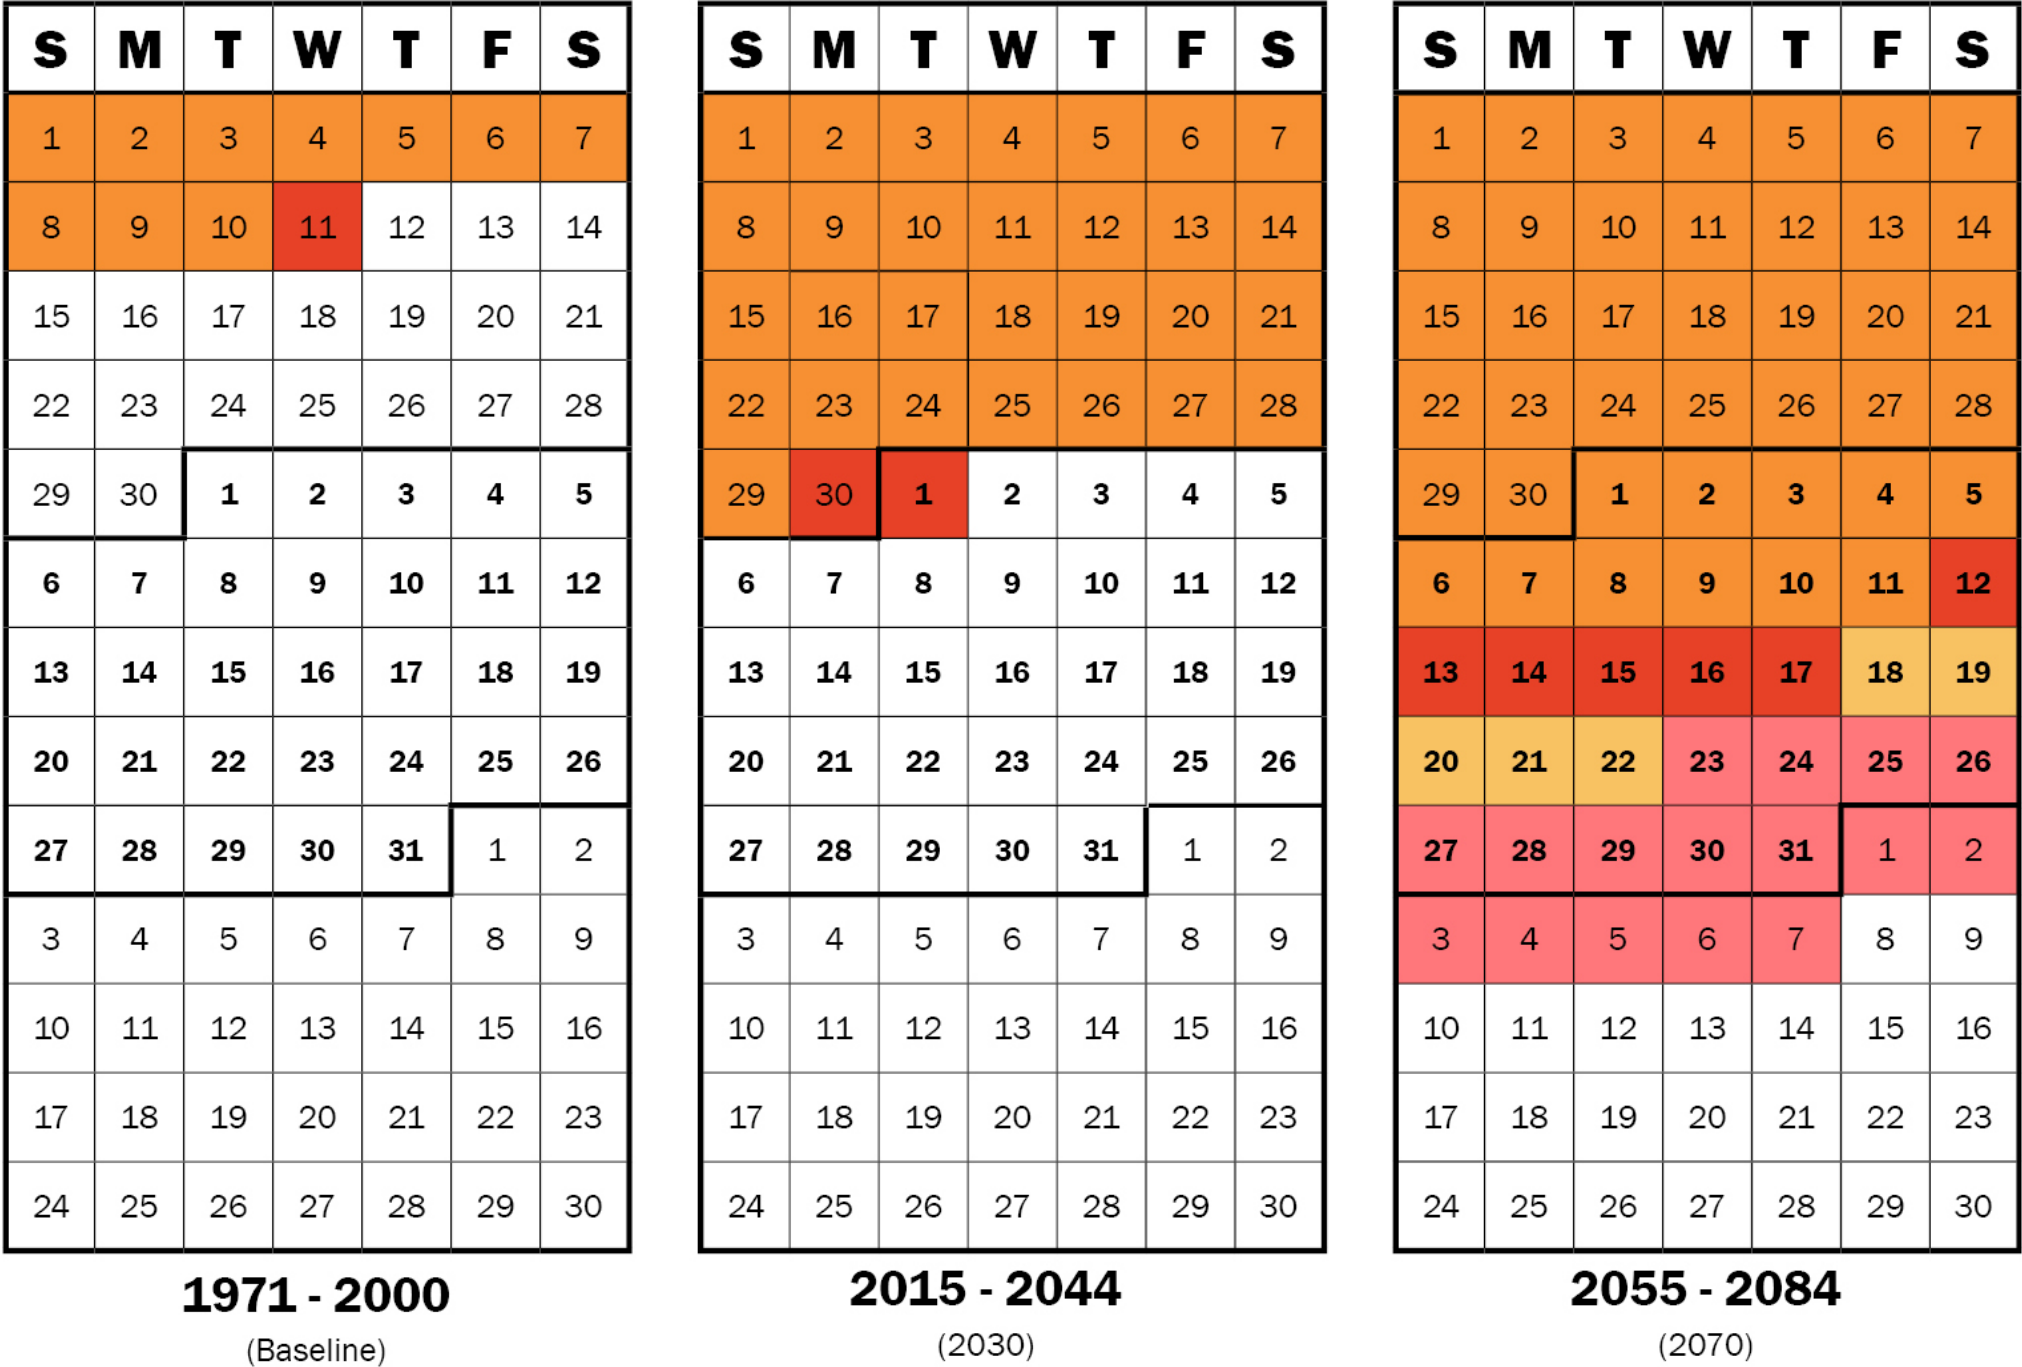 S M T W T F S
1 2 3 4 5 6 7
8 9 10 11 12 13 14
15 16 17 18 19 20 21
22 23 24 25 26 27 28
29 30 1 2 3 4 5
6 7 8 9 10 11 12
13 14 15 16 17 18 19
20 21 22 23 24 25 26
27 28 29 30 31 1 2
3 4 5 6 7 8 9
10 11 12 13 14 15 16
17 18 19 20 21 22 23
24 25 26 27 28 29 30
1971 - 2000
(Baseline)
S M T W T F S
1 2 3 4 5 6 7
8 9 10 11 12 13 14
15 16 17 18 19 20 21
22 23 24 25 26 27 28
29 30 1 2 3 4 5
6 7 8 9 10 11 12
13 14 15 16 17 18 19
20 21 22 23 24 25 26
27 28 29 30 31 1 2
3 4 5 6 7 8 9
10 11 12 13 14 15 16
17 18 19 20 21 22 23
24 25 26 27 28 29 30
2015 - 2044
(2030)
S M T W T F S
1 2 3 4 5 6 7
8 9 10 11 12 13 14
15 16 17 18 19 20 21
22 23 24 25 26 27 28
29 30 1 2 3 4 5
6 7 8 9 10 11 12
13 14 15 16 17 18 19
20 21 22 23 24 25 26
27 28 29 30 31 1 2
3 4 5 6 7 8 9
10 11 12 13 14 15 16
17 18 19 20 21 22 23
24 25 26 27 28 29 30
2055 - 2084
(2070)